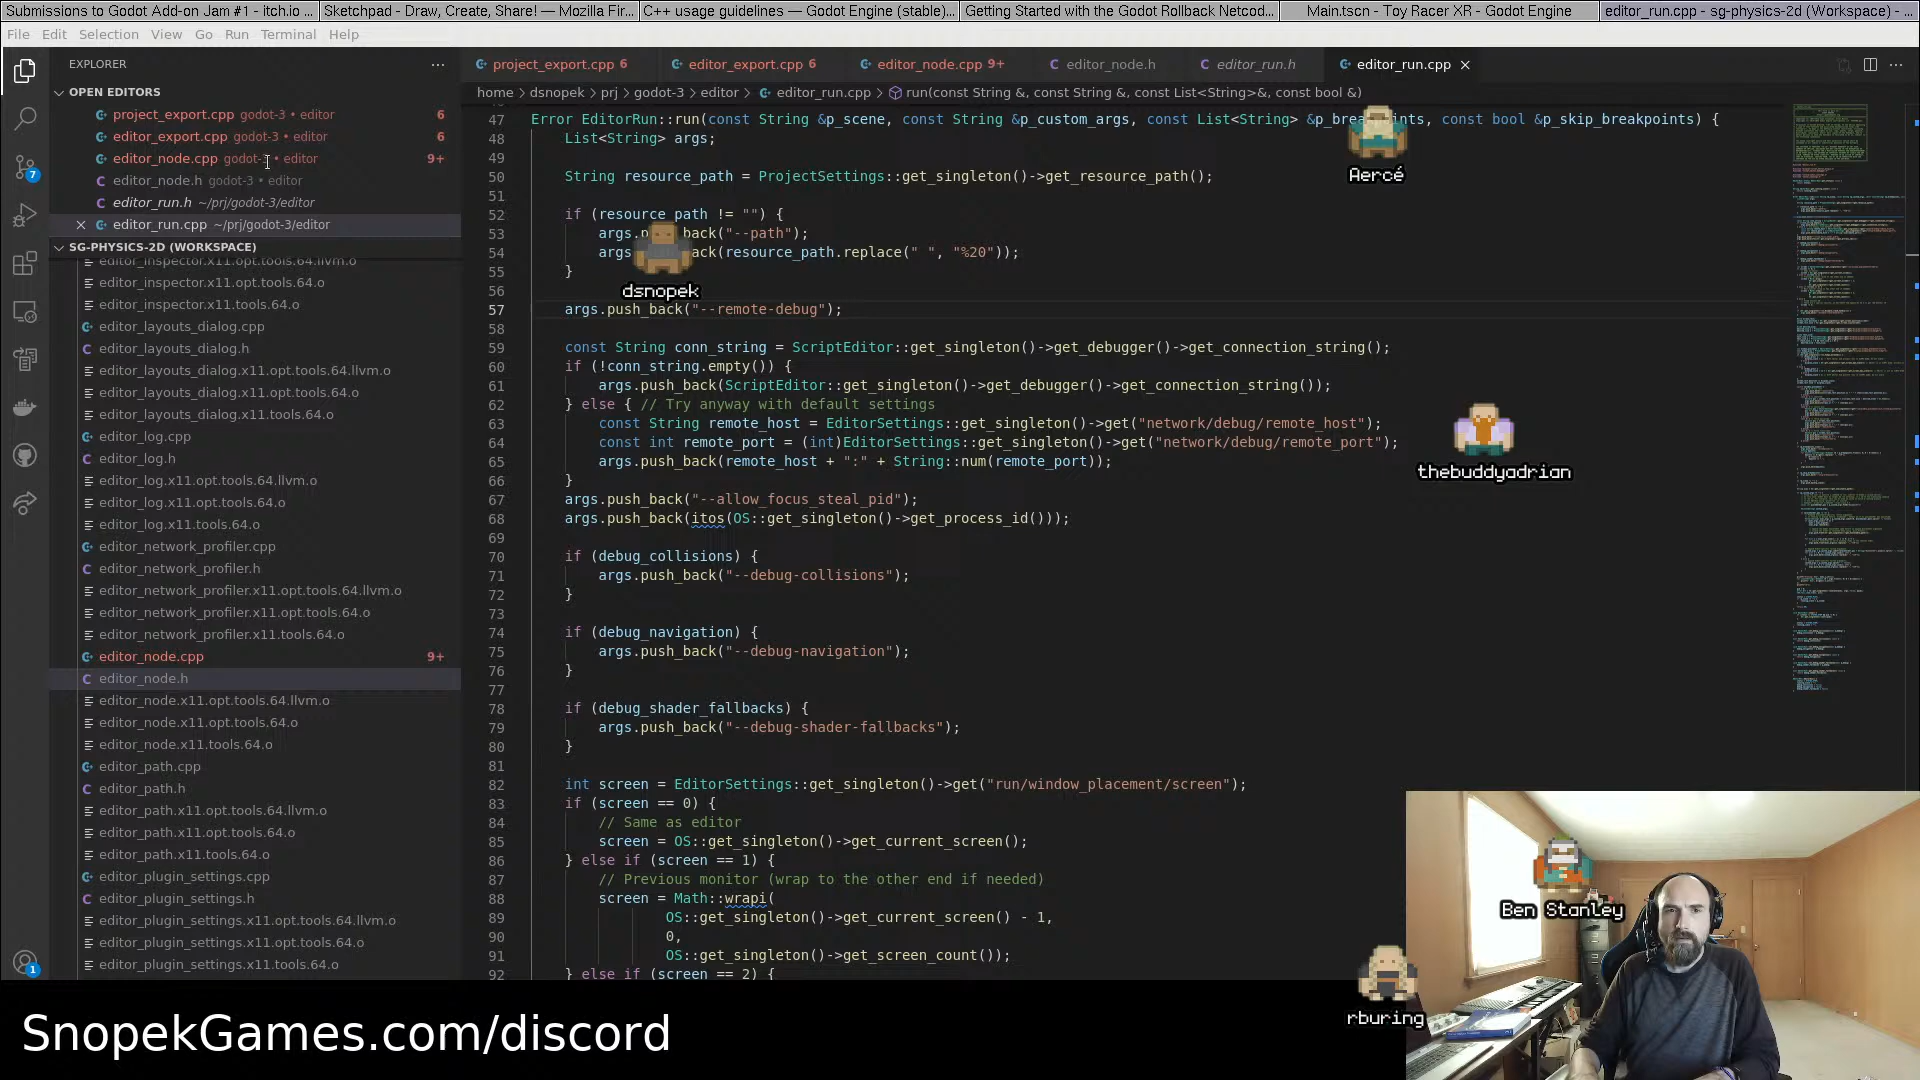 Submissions to Godot Add-on Jam #1 - itch.io ...
Sketchpad - Draw, Create, Share! — Mozilla Fir...
C++ usage guidelines — Godot Engine (stable)...
Getting Started with the Godot Rollback Netcod...
Main.tscn - Toy Racer XR - Godot Engine
editor_run.cpp - sg-physics-2d (Workspace) - ...
File Edit Selection View Go Run Terminal Help
EXPLORER ...
project_export.cpp 6
editor_export.cpp 6
editor_node.cpp 9+
editor_node.h
editor_run.h
editor_run.cpp
home > dsnopek > prj > godot-3 > editor > editor_run.cpp > run(const String &, const String &, const List<String>&, const bool &)
OPEN EDITORS
project_export.cpp godot-3 • editor 6
editor_export.cpp godot-3 • editor 6
editor_node.cpp godot-3 • editor 9+
editor_node.h godot-3 • editor
editor_run.h ~/prj/godot-3/editor
editor_run.cpp ~/prj/godot-3/editor
SG-PHYSICS-2D (WORKSPACE)
editor_inspector.x11.opt.tools.64.llvm.o
editor_inspector.x11.opt.tools.64.o
editor_inspector.x11.tools.64.o
editor_layouts_dialog.cpp
editor_layouts_dialog.h
editor_layouts_dialog.x11.opt.tools.64.llvm.o
editor_layouts_dialog.x11.opt.tools.64.o
editor_layouts_dialog.x11.tools.64.o
editor_log.cpp
editor_log.h
editor_log.x11.opt.tools.64.llvm.o
editor_log.x11.opt.tools.64.o
editor_log.x11.tools.64.o
editor_network_profiler.cpp
editor_network_profiler.h
editor_network_profiler.x11.opt.tools.64.llvm.o
editor_network_profiler.x11.opt.tools.64.o
editor_network_profiler.x11.tools.64.o
editor_node.cpp 9+
editor_node.h
editor_node.x11.opt.tools.64.llvm.o
editor_node.x11.opt.tools.64.o
editor_node.x11.tools.64.o
editor_path.cpp
editor_path.h
editor_path.x11.opt.tools.64.llvm.o
editor_path.x11.opt.tools.64.o
editor_path.x11.tools.64.o
editor_plugin_settings.cpp
editor_plugin_settings.h
editor_plugin_settings.x11.opt.tools.64.llvm.o
editor_plugin_settings.x11.opt.tools.64.o
editor_plugin_settings.x11.tools.64.o
7
1
47 Error EditorRun::run(const String &p_scene, const String &p_custom_args, const List<String> &p_brea ints, const bool &p_skip_breakpoints) {
48 List<String> args;
49
50 String resource_path = ProjectSettings::get_singleton()->get_resource_path();
51
52 if (resource_path != "") {
53 args.p back("--path");
54 args ack(resource_path.replace(" ", "%20"));
55 }
56
57 args.push_back("--remote-debug");
58
59 const String conn_string = ScriptEditor::get_singleton()->get_debugger()->get_connection_string();
60 if (!conn_string.empty()) {
61 args.push_back(ScriptEditor::get_singleton()->get_debugger()->get_connection_string());
62 } else { // Try anyway with default settings
63 const String remote_host = EditorSettings::get_singleton()->get("network/debug/remote_host");
64 const int remote_port = (int)EditorSettings::get_singleton()->get("network/debug/remote_port");
65 args.push_back(remote_host + ":" + String::num(remote_port));
66 }
67 args.push_back("--allow_focus_steal_pid");
68 args.push_back(itos(OS::get_singleton()->get_process_id()));
69
70 if (debug_collisions) {
71 args.push_back("--debug-collisions");
72 }
73
74 if (debug_navigation) {
75 args.push_back("--debug-navigation");
76 }
77
78 if (debug_shader_fallbacks) {
79 args.push_back("--debug-shader-fallbacks");
80 }
81
82 int screen = EditorSettings::get_singleton()->get("run/window_placement/screen");
83 if (screen == 0) {
84 // Same as editor
85 screen = OS::get_singleton()->get_current_screen();
86 } else if (screen == 1) {
87 // Previous monitor (wrap to the other end if needed)
88 screen = Math::wrapi(
89 OS::get_singleton()->get_current_screen() - 1,
90 0,
91 OS::get_singleton()->get_screen_count());
92 } else if (screen == 2) {
Aercé
dsnopek
thebuddyadrian
Ben Stanley
rburing
SnopekGames.com/discord